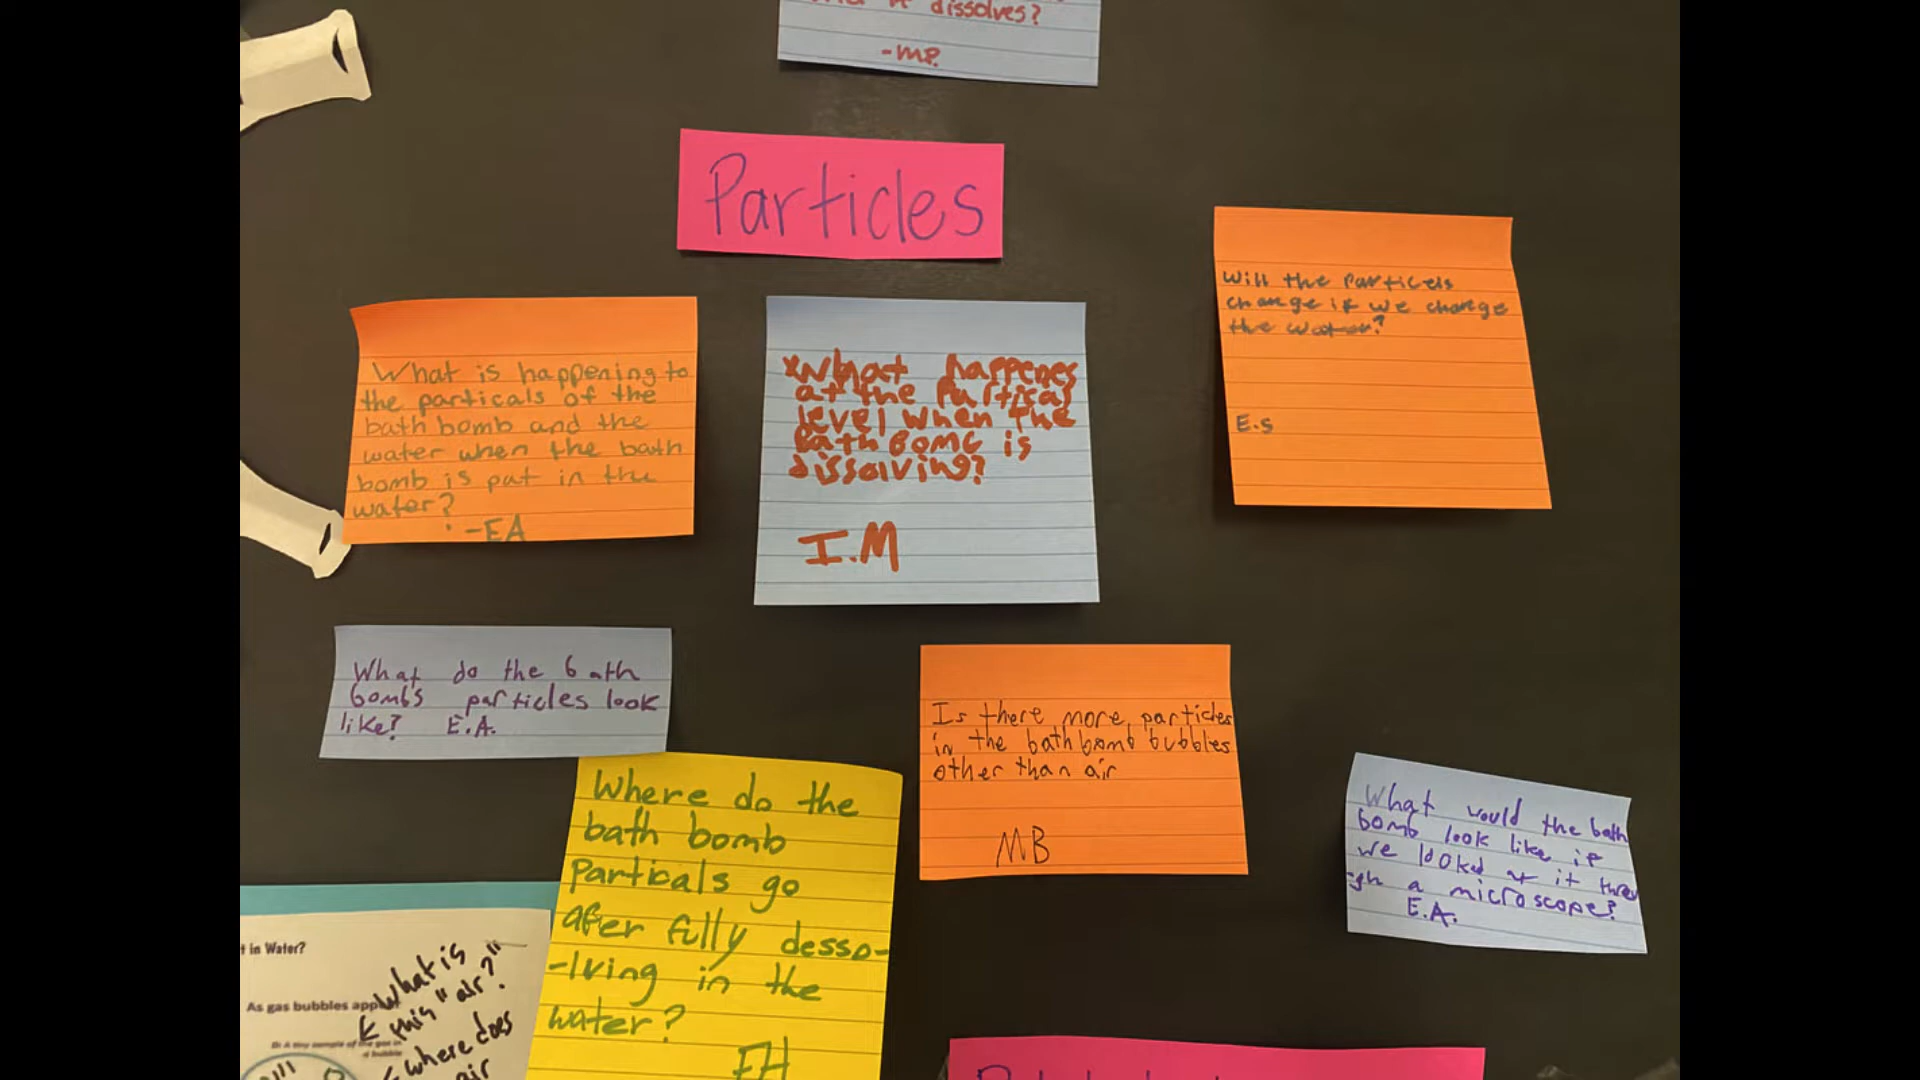 dissolves?
-MP.
Particles
What is happening to
the particals of the
bath bomb and the
water when the bath
bomb is put in the
water?
-EA
What happenes
at the Partical
level when the
Bath Bomb is
dissolving?
I.M
Will the Particels
change if we change
the water?
E.S
What do the bath
bombs particles look
like? E.A.
Is there more particles
in the bath bomb bubbles
other than air
MB
What would the bath
bomb look like if
we looked at it throu
-gh a microscope?
E.A.
Where do the
bath bomb
Particals go
after fully desso-
-lving in the
water?
EH
t in Water?
As gas bubbles app
What is
this "air?"
where does
air